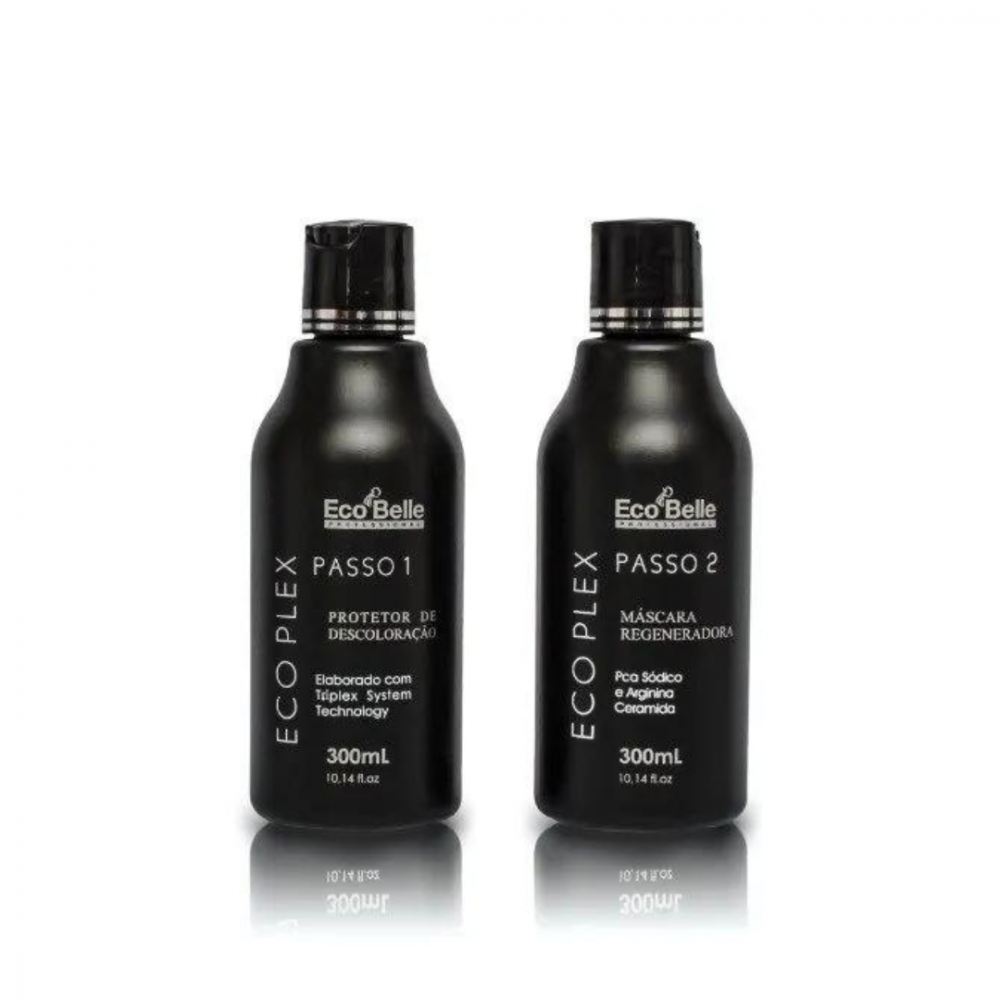 Eco Belle
PROFESSIONAL
ECO PLEX
PASSO 1
PROTETOR DE
DESCOLORAÇÃO
Elaborado com
Triplex System
Technology
300mL
10,14 fl.oz
Eco Belle
PROFESSIONAL
ECO PLEX
PASSO 2
MÁSCARA
REGENERADORA
Pca Sódico
e Arginina
Ceramida
300mL
10,14 fl.oz